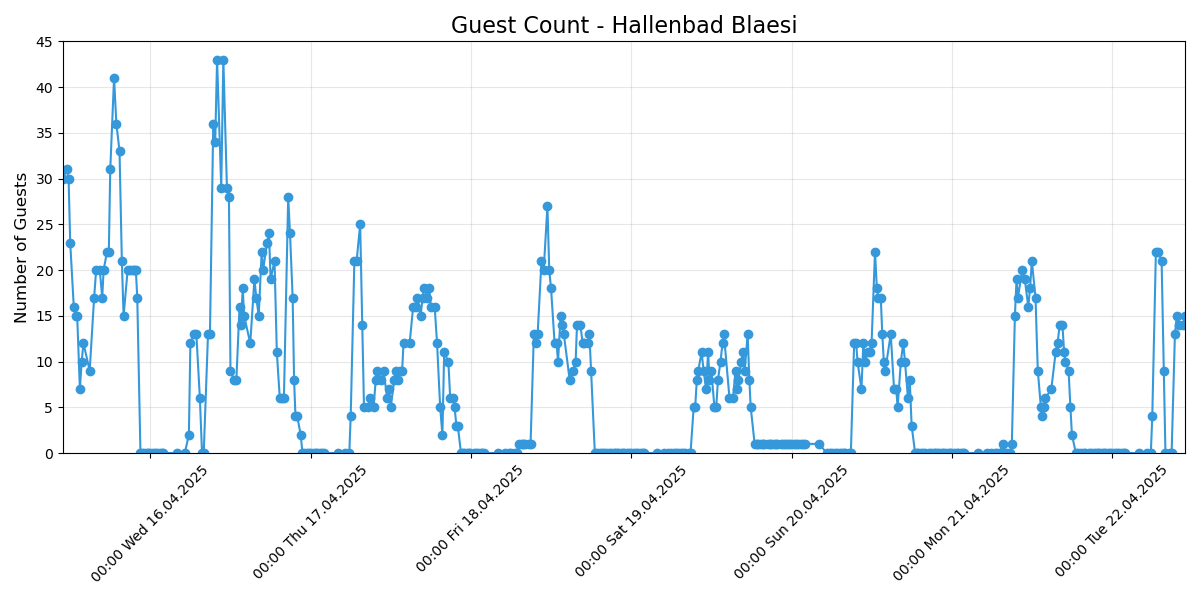 Guest Count - Hallenbad Blaesi
Number of Guests
45
40
35
30
25
20
15
10
5
0
00:00 Wed 16.04.2025
00:00 Thu 17.04.2025
00:00 Fri 18.04.2025
00:00 Sat 19.04.2025
00:00 Sun 20.04.2025
00:00 Mon 21.04.2025
00:00 Tue 22.04.2025